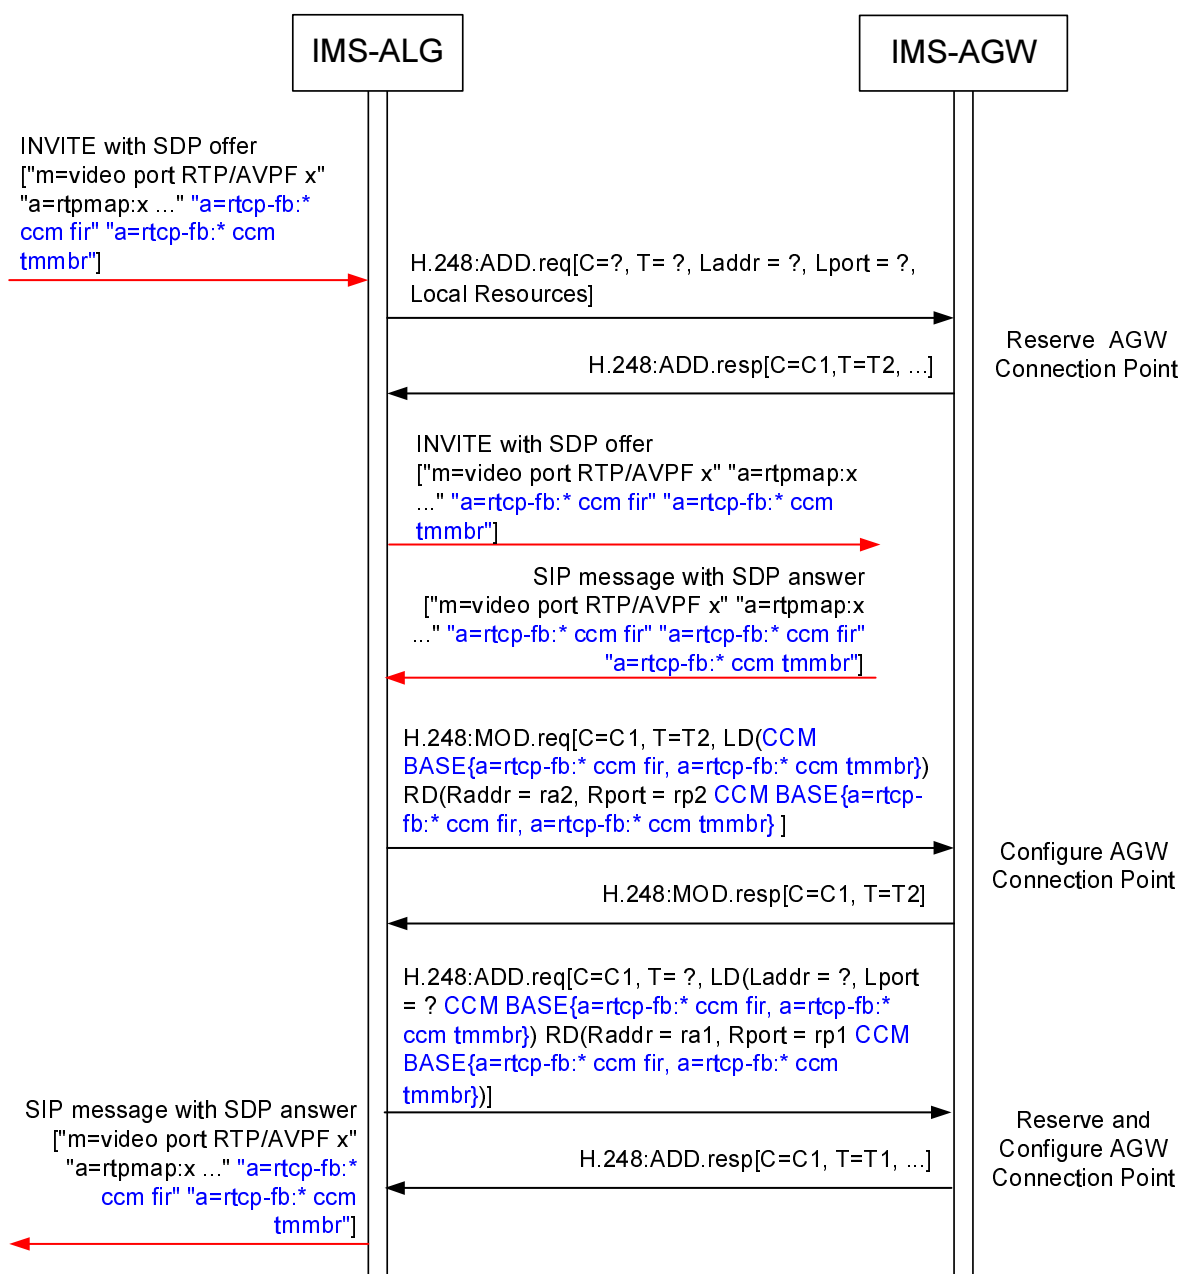 IMS-ALG
IMS-AGW
INVITE with SDP offer
["m=video port RTP/AVPF x"
"a=rtpmap:x ..." "a=rtcp-fb:*
ccm fir" "a=rtcp-fb:* ccm
tmmbr"]
H.248:ADD.req[C=?, T= ?, Laddr = ?, Lport = ?,
Local Resources]
Reserve AGW
Connection Point
H.248:ADD.resp[C=C1,T=T2, ...]
INVITE with SDP offer
["m=video port RTP/AVPF x" "a=rtpmap:x
..." "a=rtcp-fb:* ccm fir" "a=rtcp-fb:* ccm
tmmbr"]
SIP message with SDP answer
["m=video port RTP/AVPF x" "a=rtpmap:x
..." "a=rtcp-fb:* ccm fir" "a=rtcp-fb:* ccm fir"
"a=rtcp-fb:* ccm tmmbr"]
H.248:MOD.req[C=C1, T=T2, LD(CCM
BASE{a=rtcp-fb:* ccm fir, a=rtcp-fb:* ccm tmmbr})
RD(Raddr = ra2, Rport = rp2 CCM BASE{a=rtcp-
fb:* ccm fir, a=rtcp-fb:* ccm tmmbr} ]
Configure AGW
Connection Point
H.248:MOD.resp[C=C1, T=T2]
H.248:ADD.req[C=C1, T= ?, LD(Laddr = ?, Lport
= ? CCM BASE{a=rtcp-fb:* ccm fir, a=rtcp-fb:*
ccm tmmbr}) RD(Raddr = ra1, Rport = rp1 CCM
BASE{a=rtcp-fb:* ccm fir, a=rtcp-fb:* ccm
tmmbr})]
Reserve and
Configure AGW
Connection Point
H.248:ADD.resp[C=C1, T=T1, ...]
SIP message with SDP answer
["m=video port RTP/AVPF x"
"a=rtpmap:x ..." "a=rtcp-fb:*
ccm fir" "a=rtcp-fb:* ccm
tmmbr"]